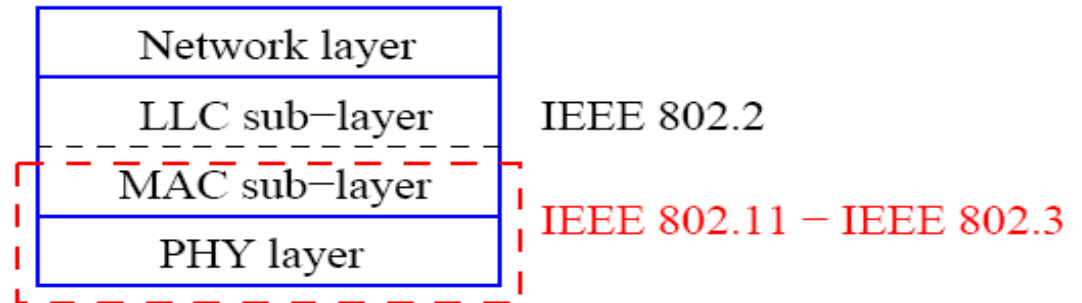 Network layer
LLC sub−layer
IEEE 802.2
MAC sub−layer
IEEE 802.11 − IEEE 802.3
PHY layer